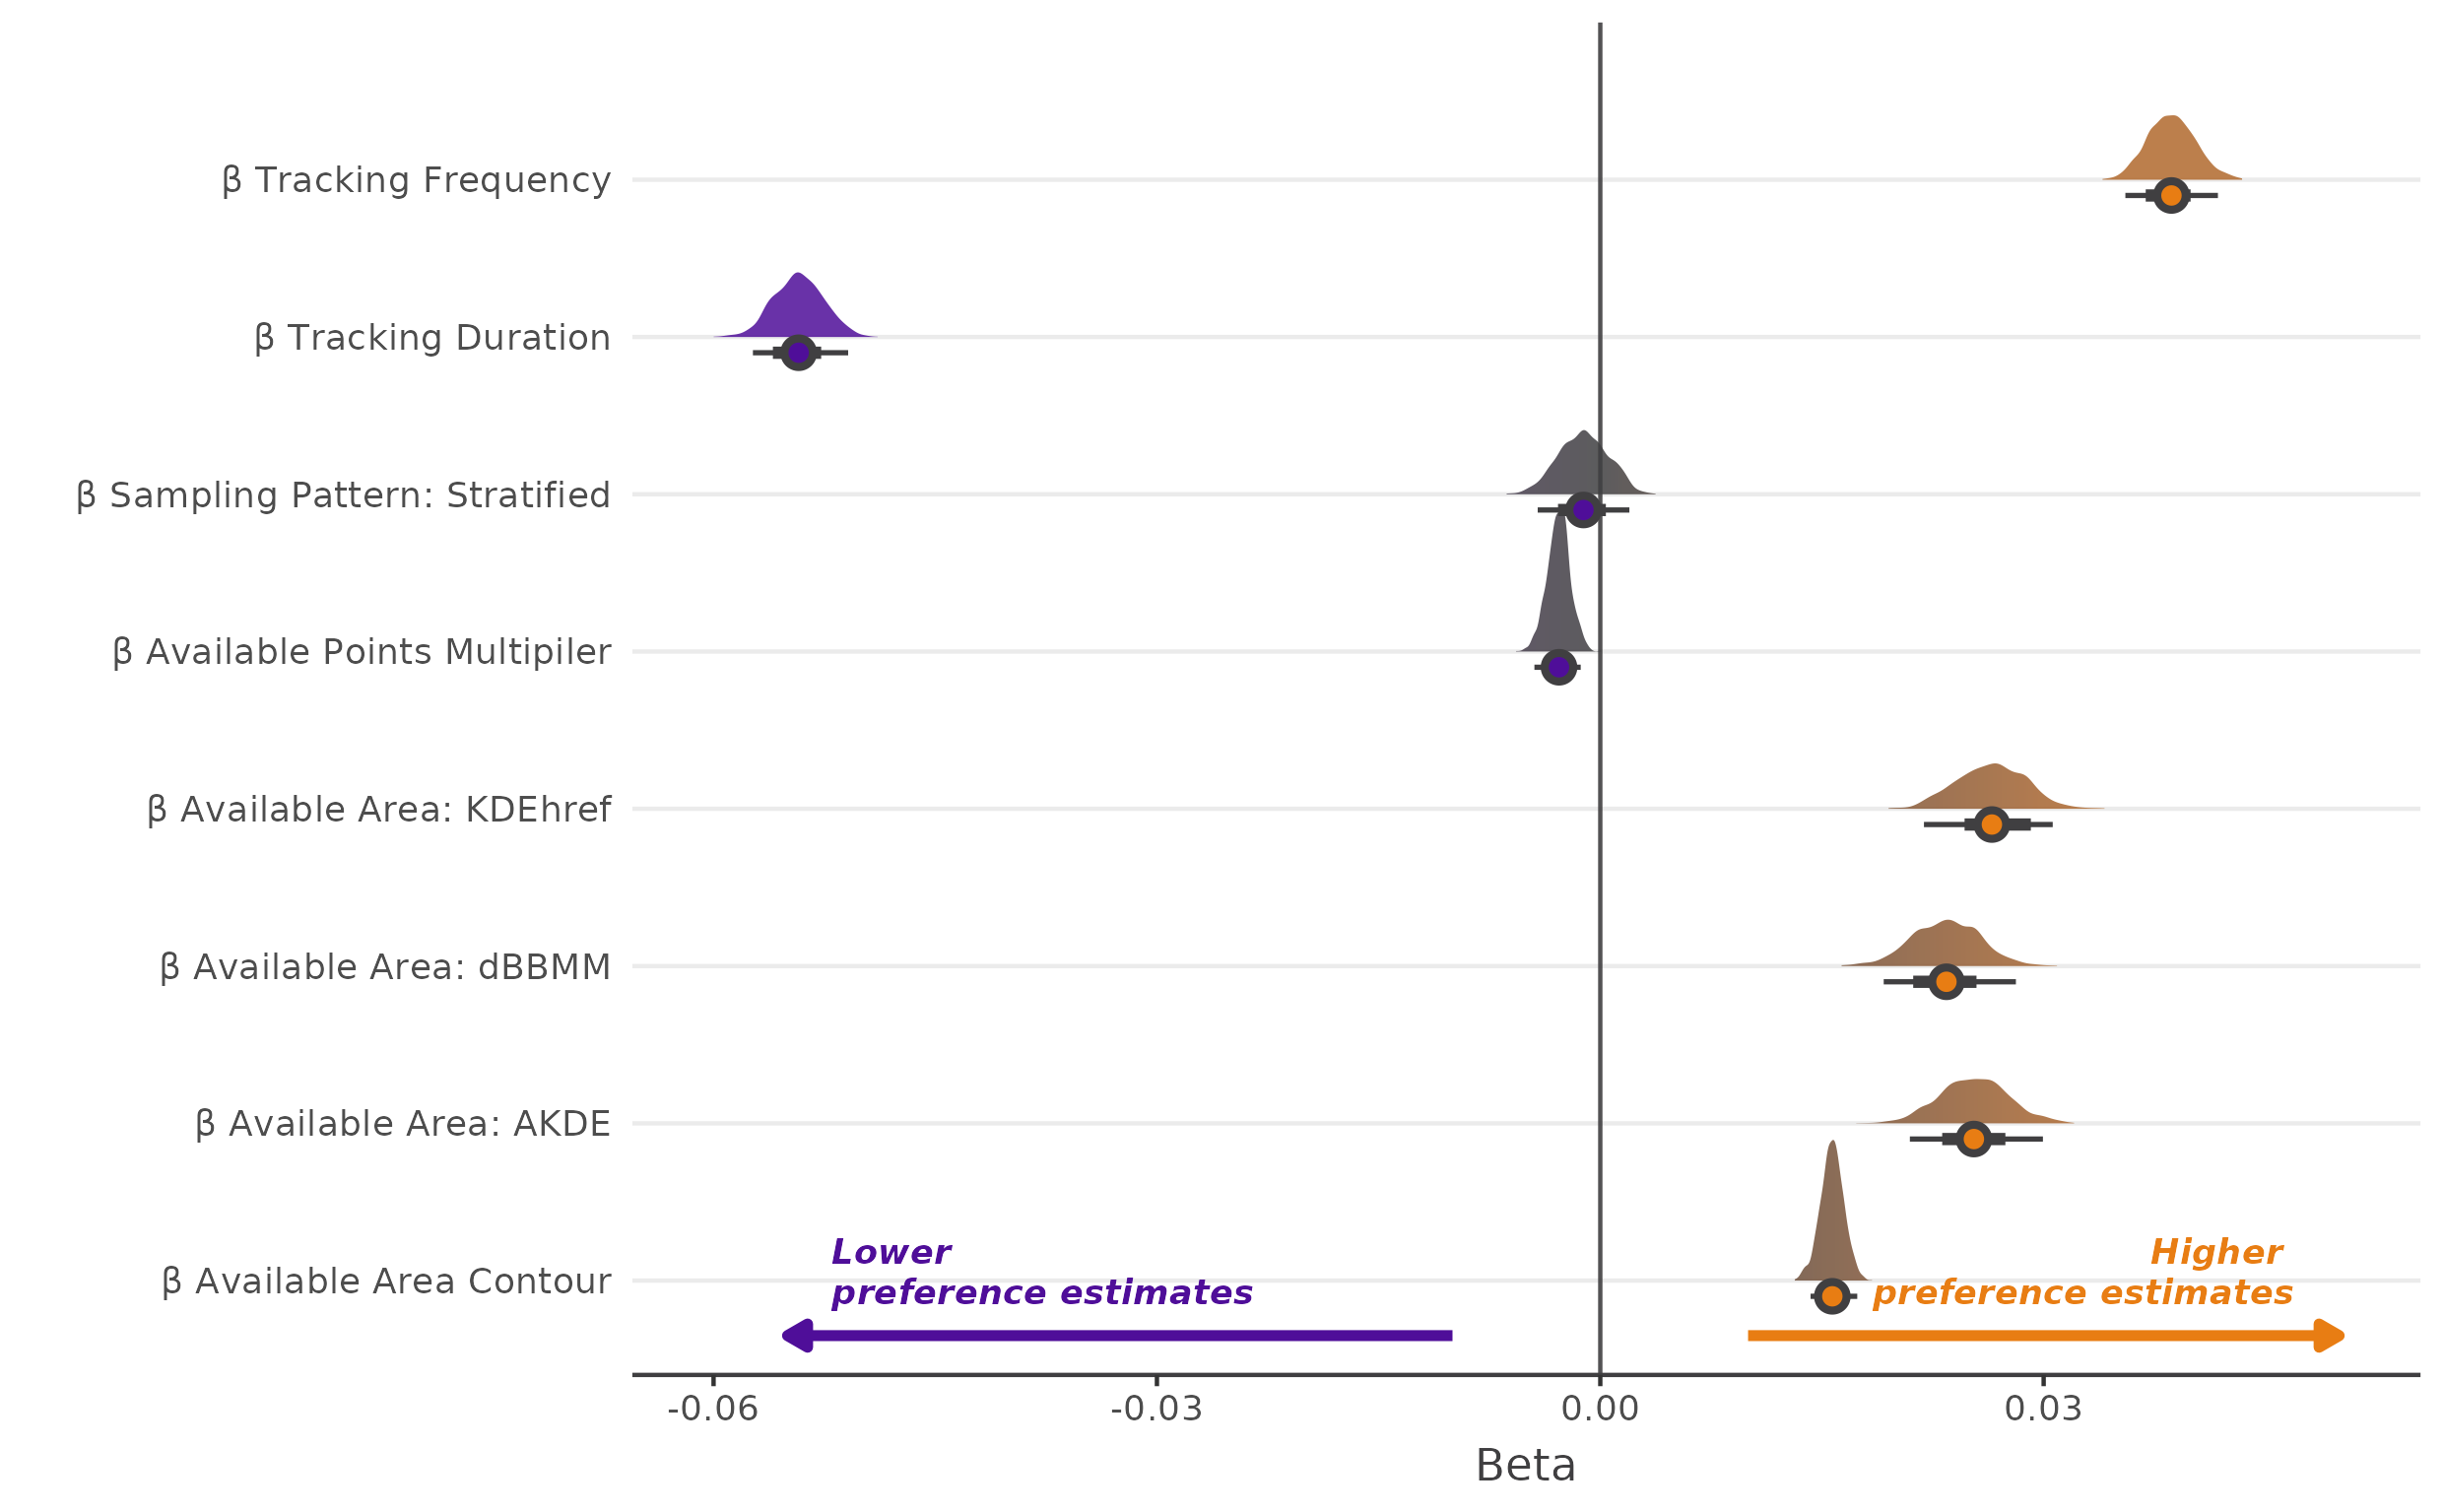 β Tracking Frequency
β Tracking Duration
β Sampling Pattern: Stratified
β Available Points Multipiler
β Available Area: KDEhref
β Available Area: dBBMM
β Available Area: AKDE
β Available Area Contour
Lower
preference estimates
Higher
preference estimates
-0.06
-0.03
0.00
0.03
Beta